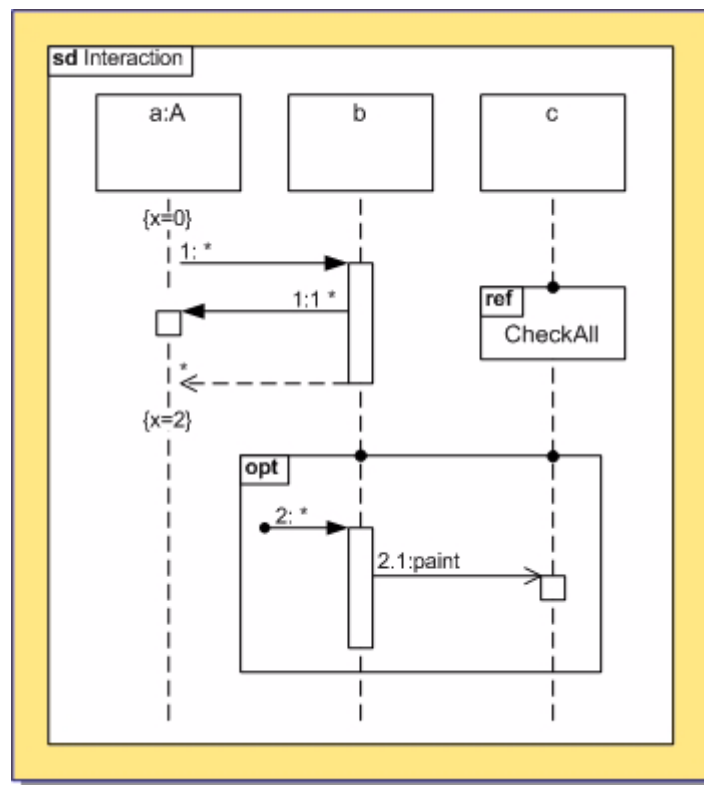 sd Interaction
a:A
b
c
{x=0}
1: *
1:1 *
ref
CheckAll
*
{x=2}
opt
2: *
2.1:paint